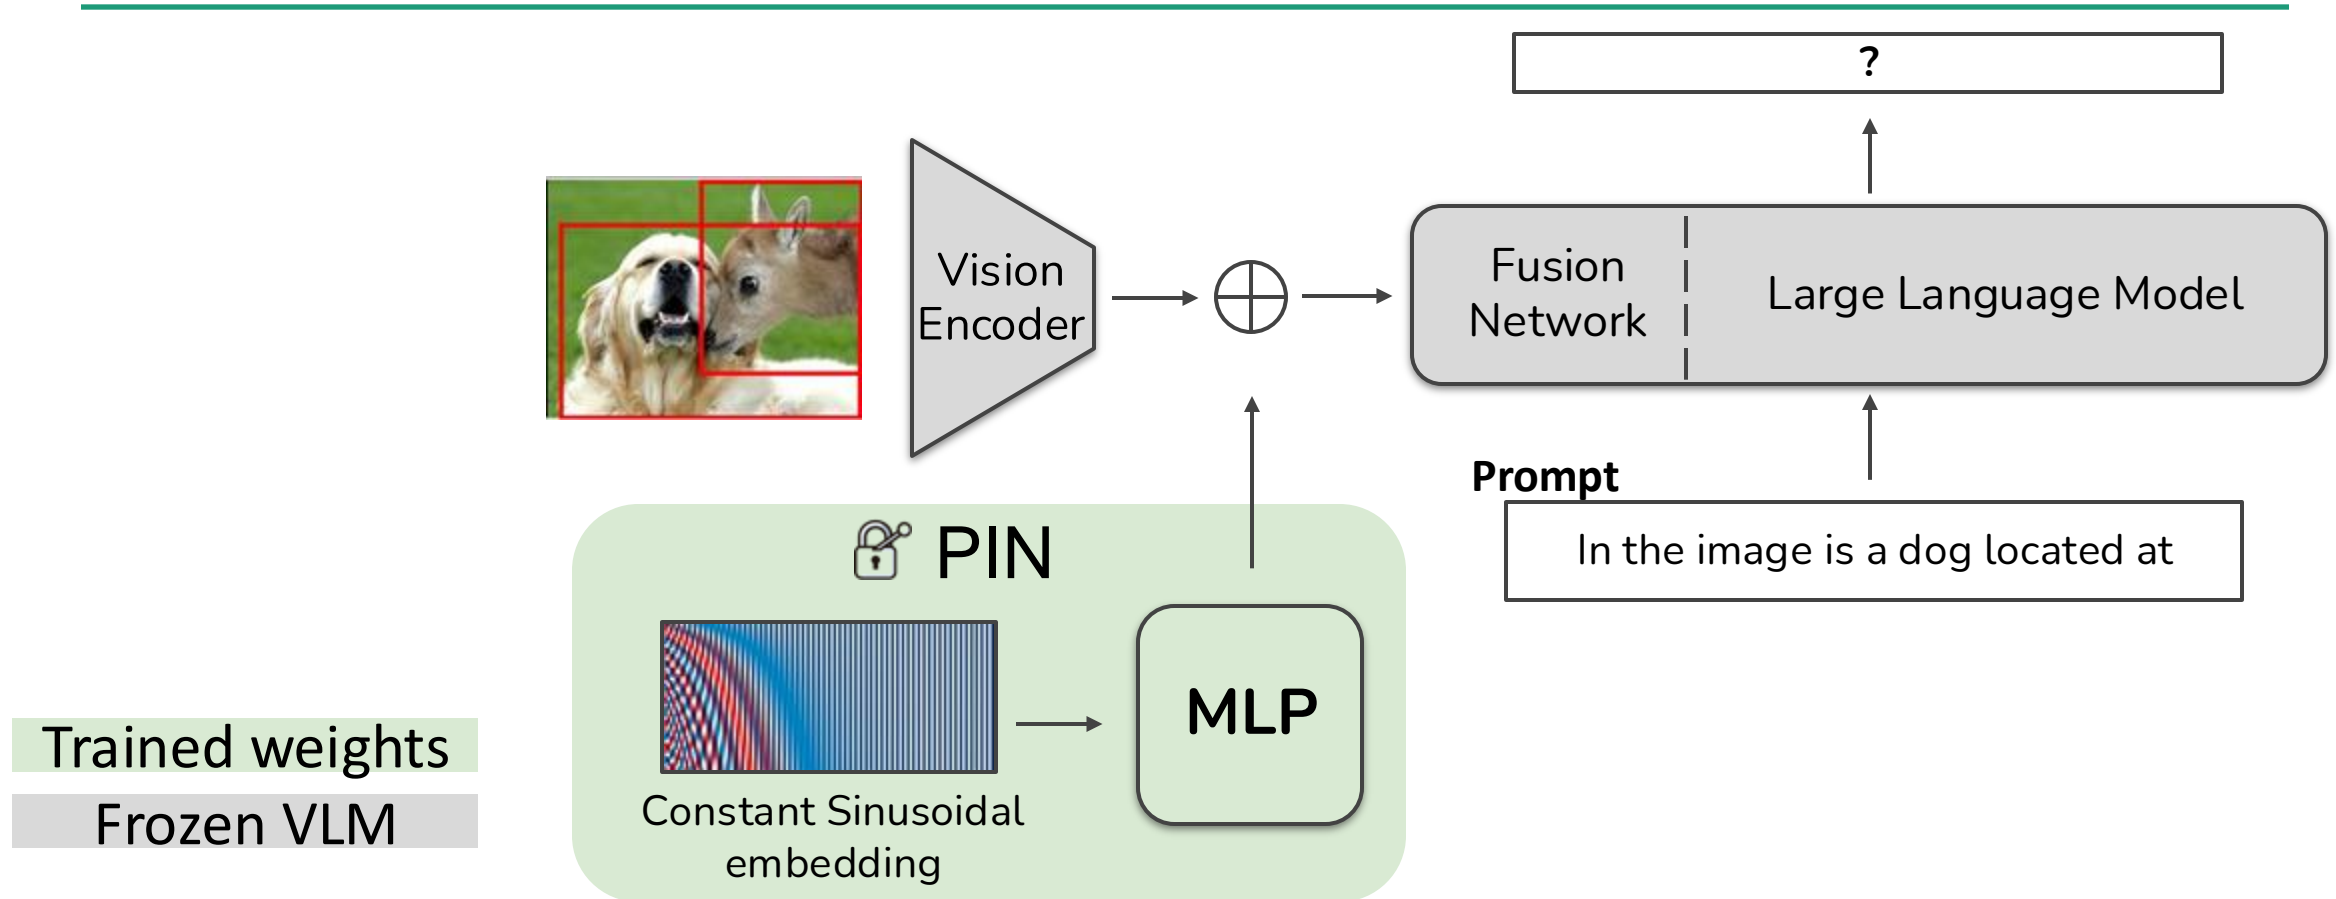 ?
Vision
Encoder
Fusion
Network
Large Language Model
Prompt
In the image is a dog located at
PIN
MLP
Constant Sinusoidal
embedding
Trained weights
Frozen VLM